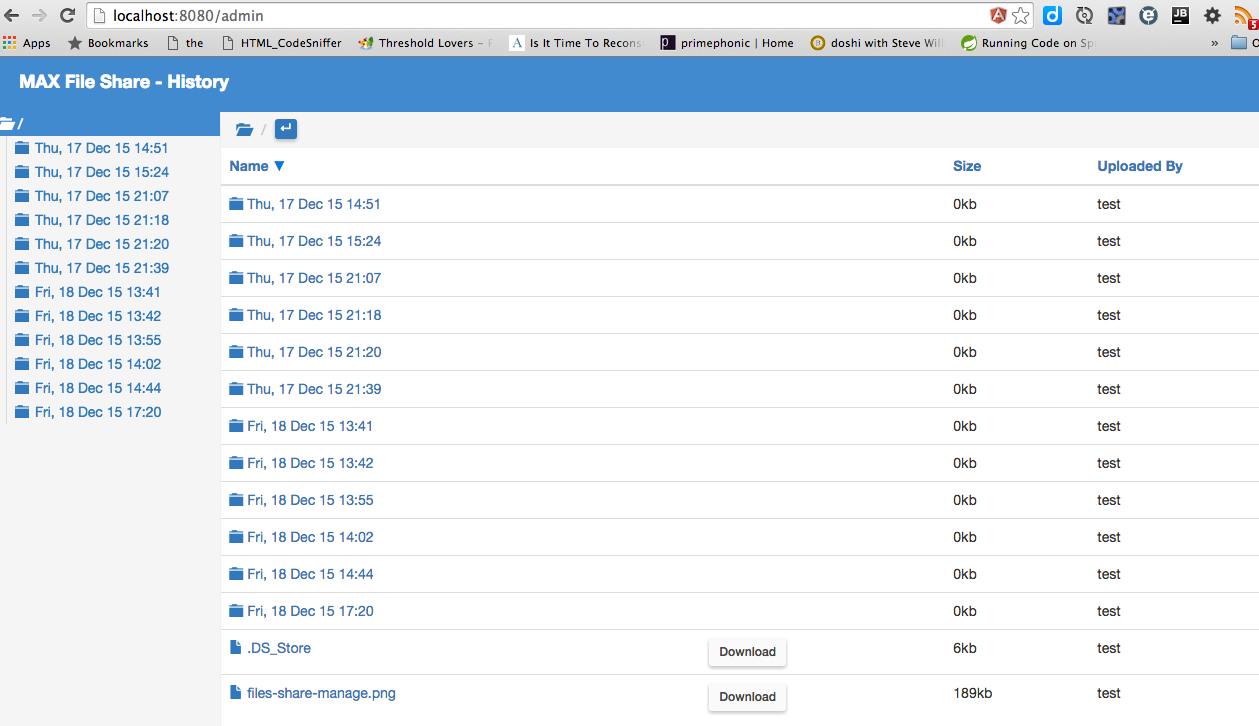 localhost:8080/admin
Apps Bookmarks the HTML_CodeSniffer Threshold Lovers – Is It Time To Recons primephonic | Home doshi with Steve Will Running Code on Sp »
MAX File Share - History
/
Thu, 17 Dec 15 14:51
Thu, 17 Dec 15 15:24
Thu, 17 Dec 15 21:07
Thu, 17 Dec 15 21:18
Thu, 17 Dec 15 21:20
Thu, 17 Dec 15 21:39
Fri, 18 Dec 15 13:41
Fri, 18 Dec 15 13:42
Fri, 18 Dec 15 13:55
Fri, 18 Dec 15 14:02
Fri, 18 Dec 15 14:44
Fri, 18 Dec 15 17:20
/
Name Size Uploaded By
Thu, 17 Dec 15 14:51 0kb test
Thu, 17 Dec 15 15:24 0kb test
Thu, 17 Dec 15 21:07 0kb test
Thu, 17 Dec 15 21:18 0kb test
Thu, 17 Dec 15 21:20 0kb test
Thu, 17 Dec 15 21:39 0kb test
Fri, 18 Dec 15 13:41 0kb test
Fri, 18 Dec 15 13:42 0kb test
Fri, 18 Dec 15 13:55 0kb test
Fri, 18 Dec 15 14:02 0kb test
Fri, 18 Dec 15 14:44 0kb test
Fri, 18 Dec 15 17:20 0kb test
.DS_Store Download 6kb test
files-share-manage.png Download 189kb test